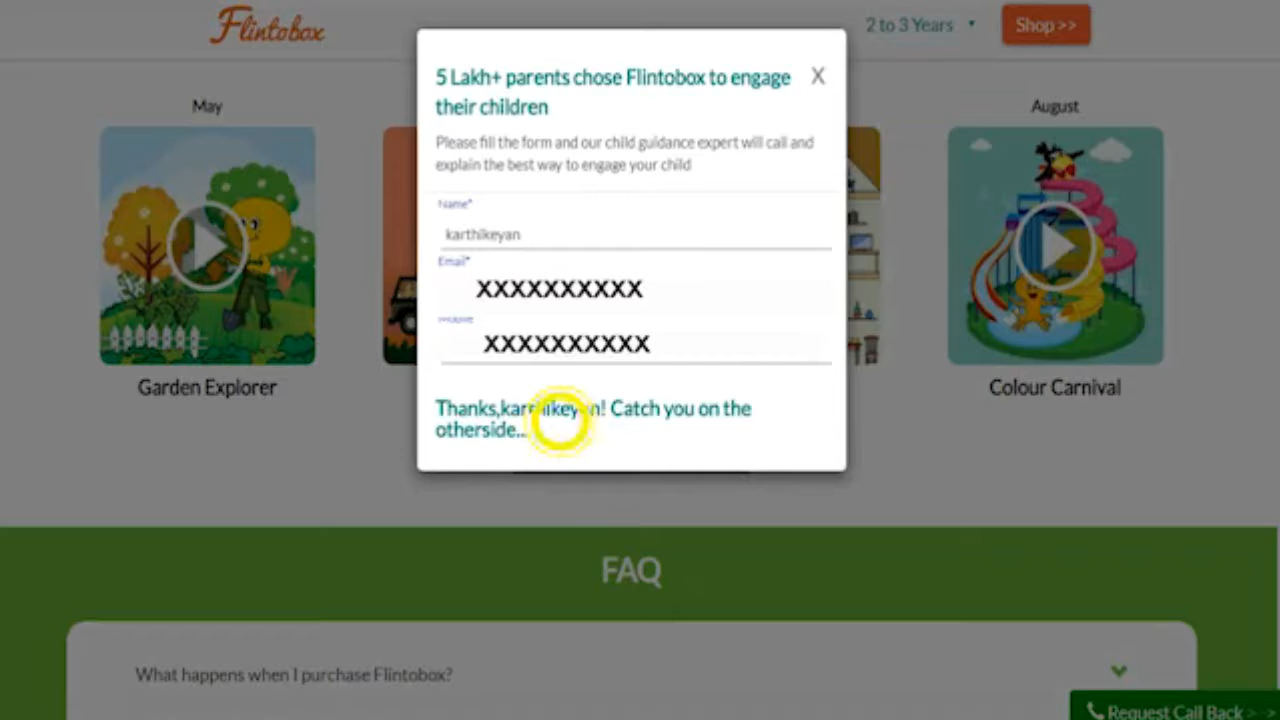 Flintobox
2 to 3 Years
Shop >>
5 Lakh+ parents chose Flintobox to engage
their children
X
Please fill the form and our child guidance expert will call and
explain the best way to engage your child
Name*
karthikeyan
Email*
XXXXXXXXXX
XXXXXXXXXX
Thanks,karthikeyan! Catch you on the
otherside...
May
August
Garden Explorer
Colour Carnival
FAQ
What happens when I purchase Flintobox?
Request Call Back >>